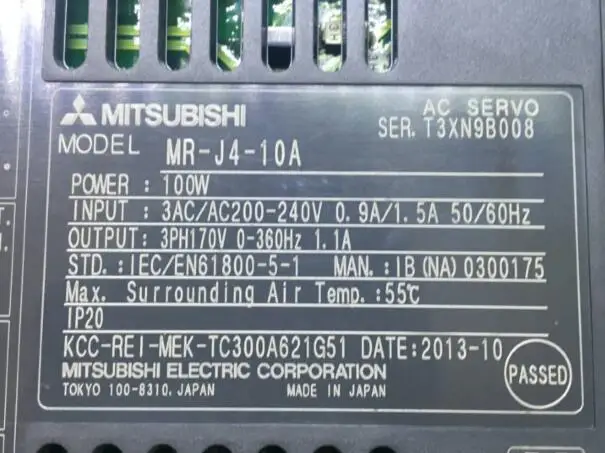 MITSUBISHI AC SERVO
SER. T3XN9B008
MODEL MR-J4-10A
POWER : 100W
INPUT : 3AC/AC200-240V 0.9A/1.5A 50/60Hz
OUTPUT: 3PH170V 0-360Hz 1.1A
STD.: IEC/EN61800-5-1 MAN.: IB(NA)0300175
Max. Surrounding Air Temp.:55℃
IP20
KCC-REI-MEK-TC300A621G51 DATE:2013-10
MITSUBISHI ELECTRIC CORPORATION
TOKYO 100-8310, JAPAN MADE IN JAPAN
PASSED